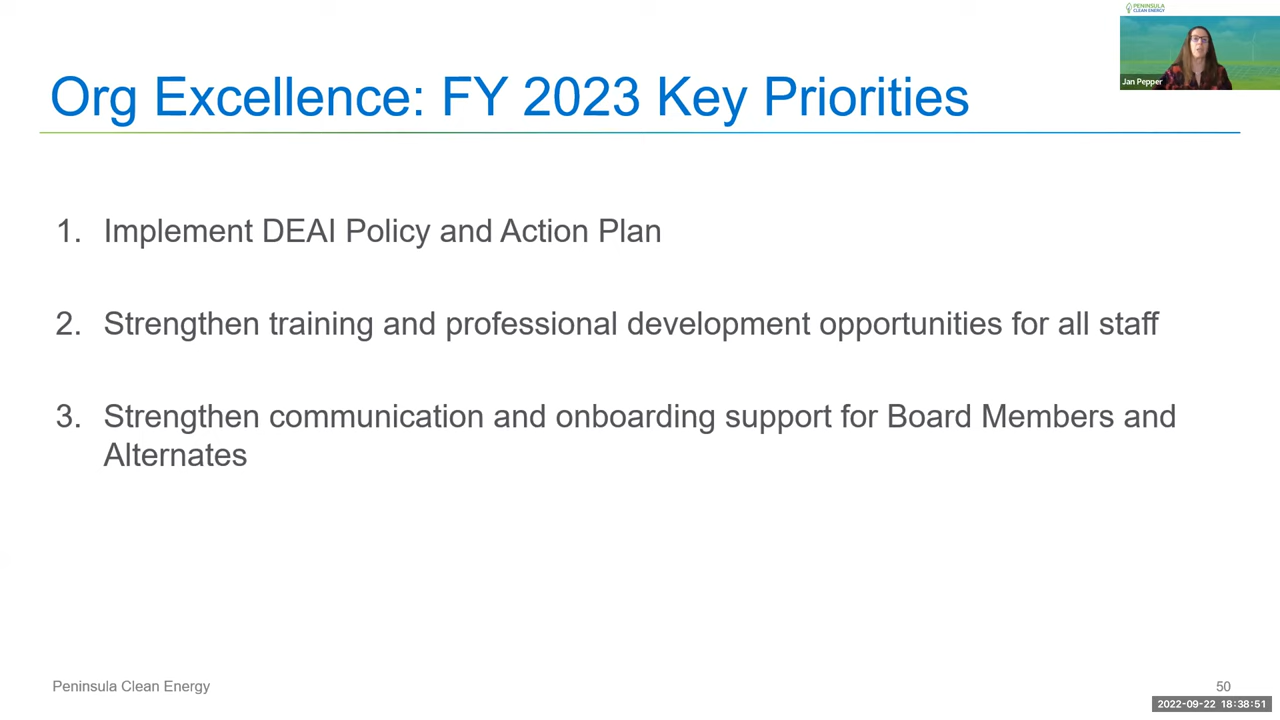 PENINSULA
CLEAN ENERGY
Jan Pepper
Org Excellence: FY 2023 Key Priorities
1. Implement DEAI Policy and Action Plan
2. Strengthen training and professional development opportunities for all staff
3. Strengthen communication and onboarding support for Board Members and
Alternates
Peninsula Clean Energy
50
2022-09-22 18:38:51